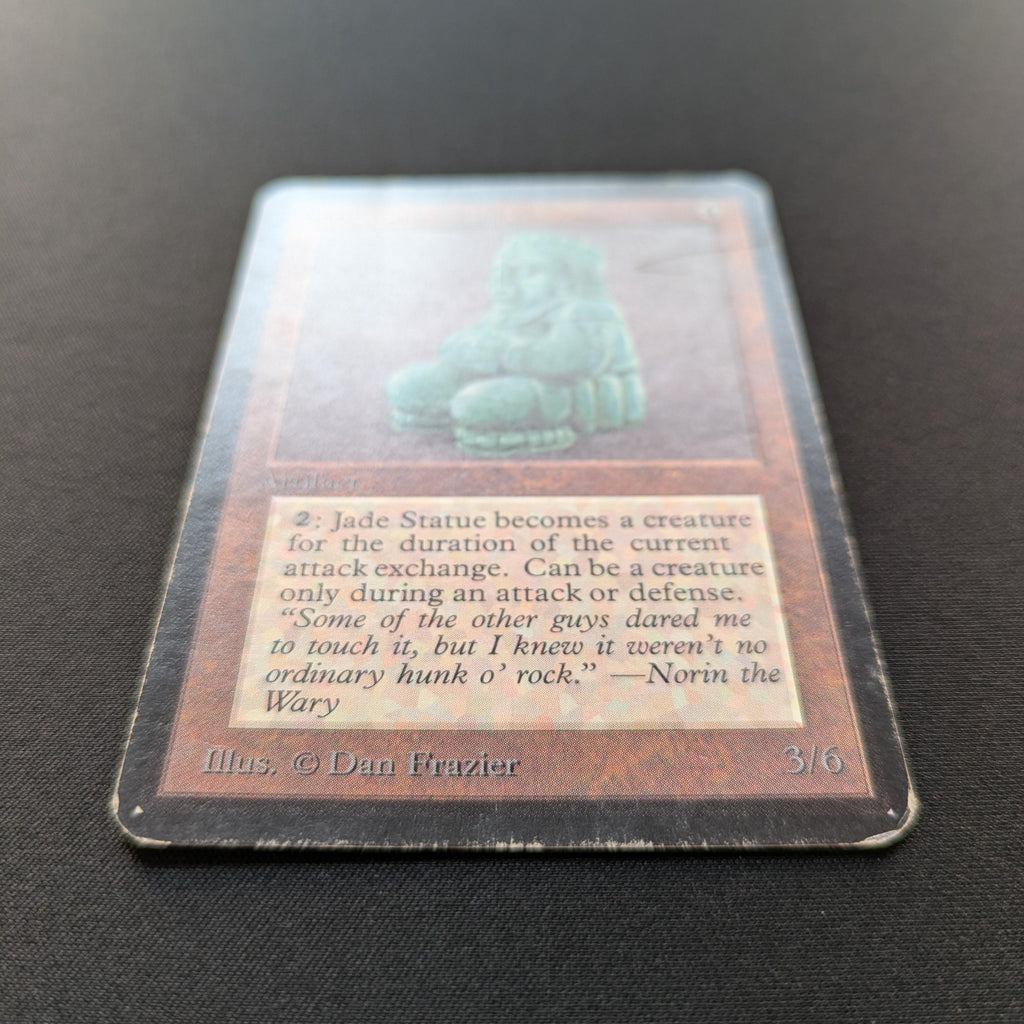 Artifact
2: Jade Statue becomes a creature
for the duration of the current
attack exchange. Can be a creature
only during an attack or defense.
“Some of the other guys dared me
to touch it, but I knew it weren’t no
ordinary hunk o’ rock.” —Norin the
Wary
Illus. © Dan Frazier
3/6